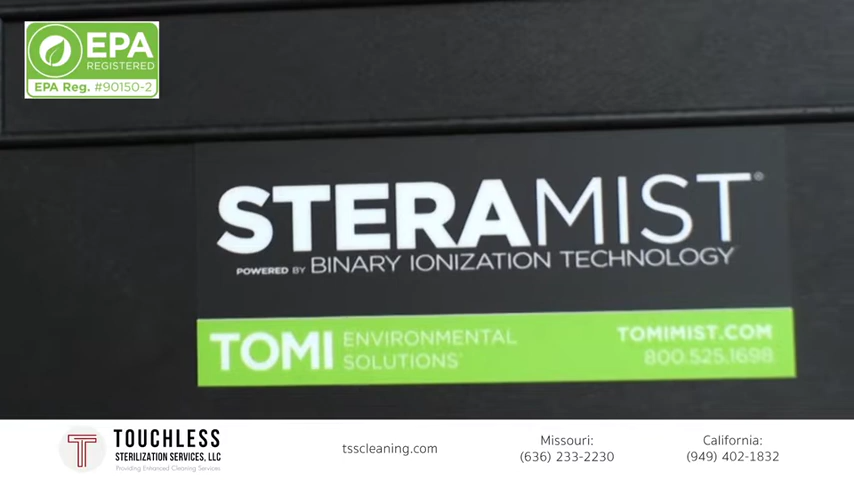 EPA
REGISTERED
EPA Reg. #90150-2
STERAMIST®
POWERED BY BINARY IONIZATION TECHNOLOGY
TOMI ENVIRONMENTAL SOLUTIONS
TOMIMIST.COM
800.525.1698
TOUCHLESS
STERILIZATION SERVICES, LLC
Providing Enhanced Cleaning Services
tsscleaning.com
Missouri:
(636) 233-2230
California:
(949) 402-1832